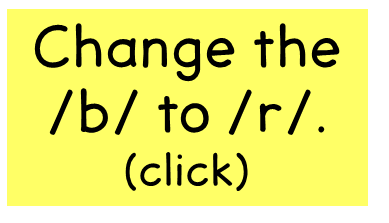 Change the
/b/ to /r/.
(click)